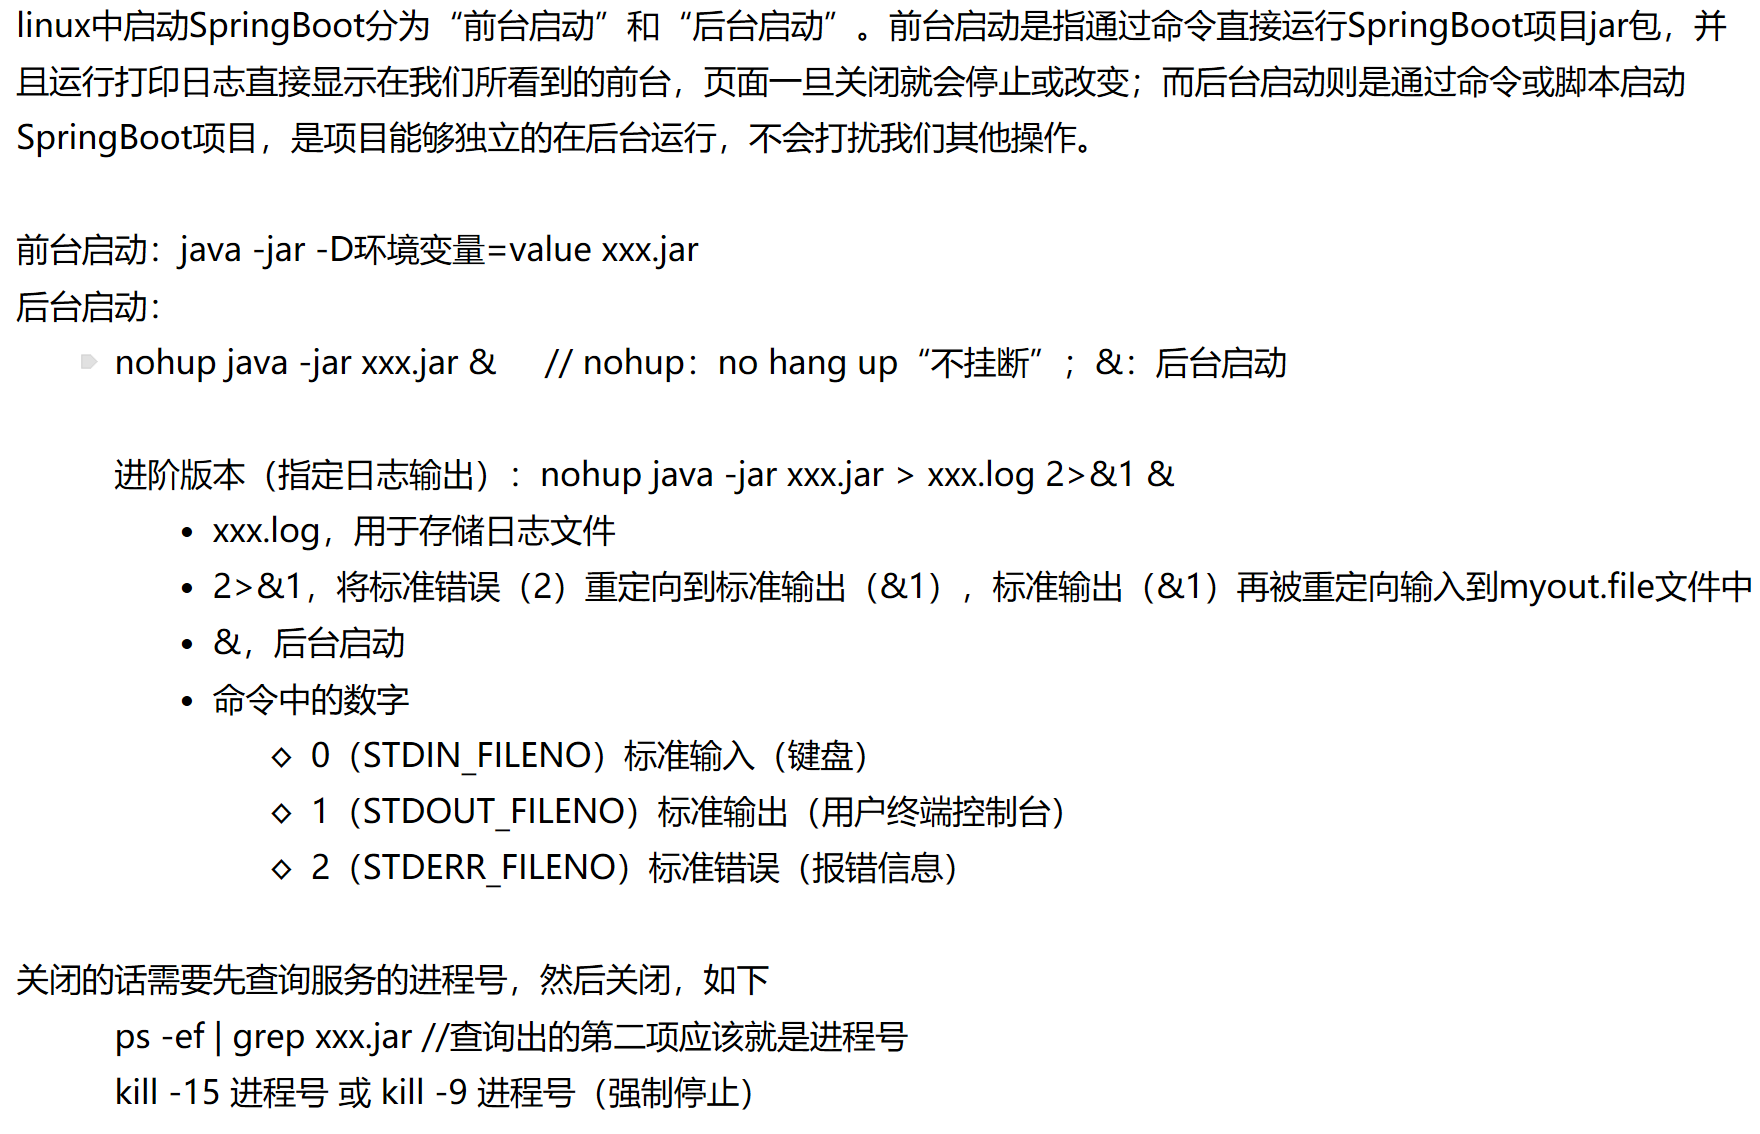 linux中启动SpringBoot分为“前台启动”和“后台启动”。前台启动是指通过命令直接运行SpringBoot项目jar包，并
且运行打印日志直接显示在我们所看到的前台，页面一旦关闭就会停止或改变；而后台启动则是通过命令或脚本启动
SpringBoot项目，是项目能够独立的在后台运行，不会打扰我们其他操作。
前台启动：java -jar -D环境变量=value xxx.jar
后台启动：
nohup java -jar xxx.jar & // nohup：no hang up“不挂断”；&：后台启动
进阶版本（指定日志输出）：nohup java -jar xxx.jar > xxx.log 2>&1 &
• xxx.log，用于存储日志文件
• 2>&1，将标准错误（2）重定向到标准输出（&1），标准输出（&1）再被重定向输入到myout.file文件中
• &，后台启动
• 命令中的数字
◇ 0（STDIN_FILENO）标准输入（键盘）
◇ 1（STDOUT_FILENO）标准输出（用户终端控制台）
◇ 2（STDERR_FILENO）标准错误（报错信息）
关闭的话需要先查询服务的进程号，然后关闭，如下
ps -ef | grep xxx.jar //查询出的第二项应该就是进程号
kill -15 进程号 或 kill -9 进程号（强制停止）